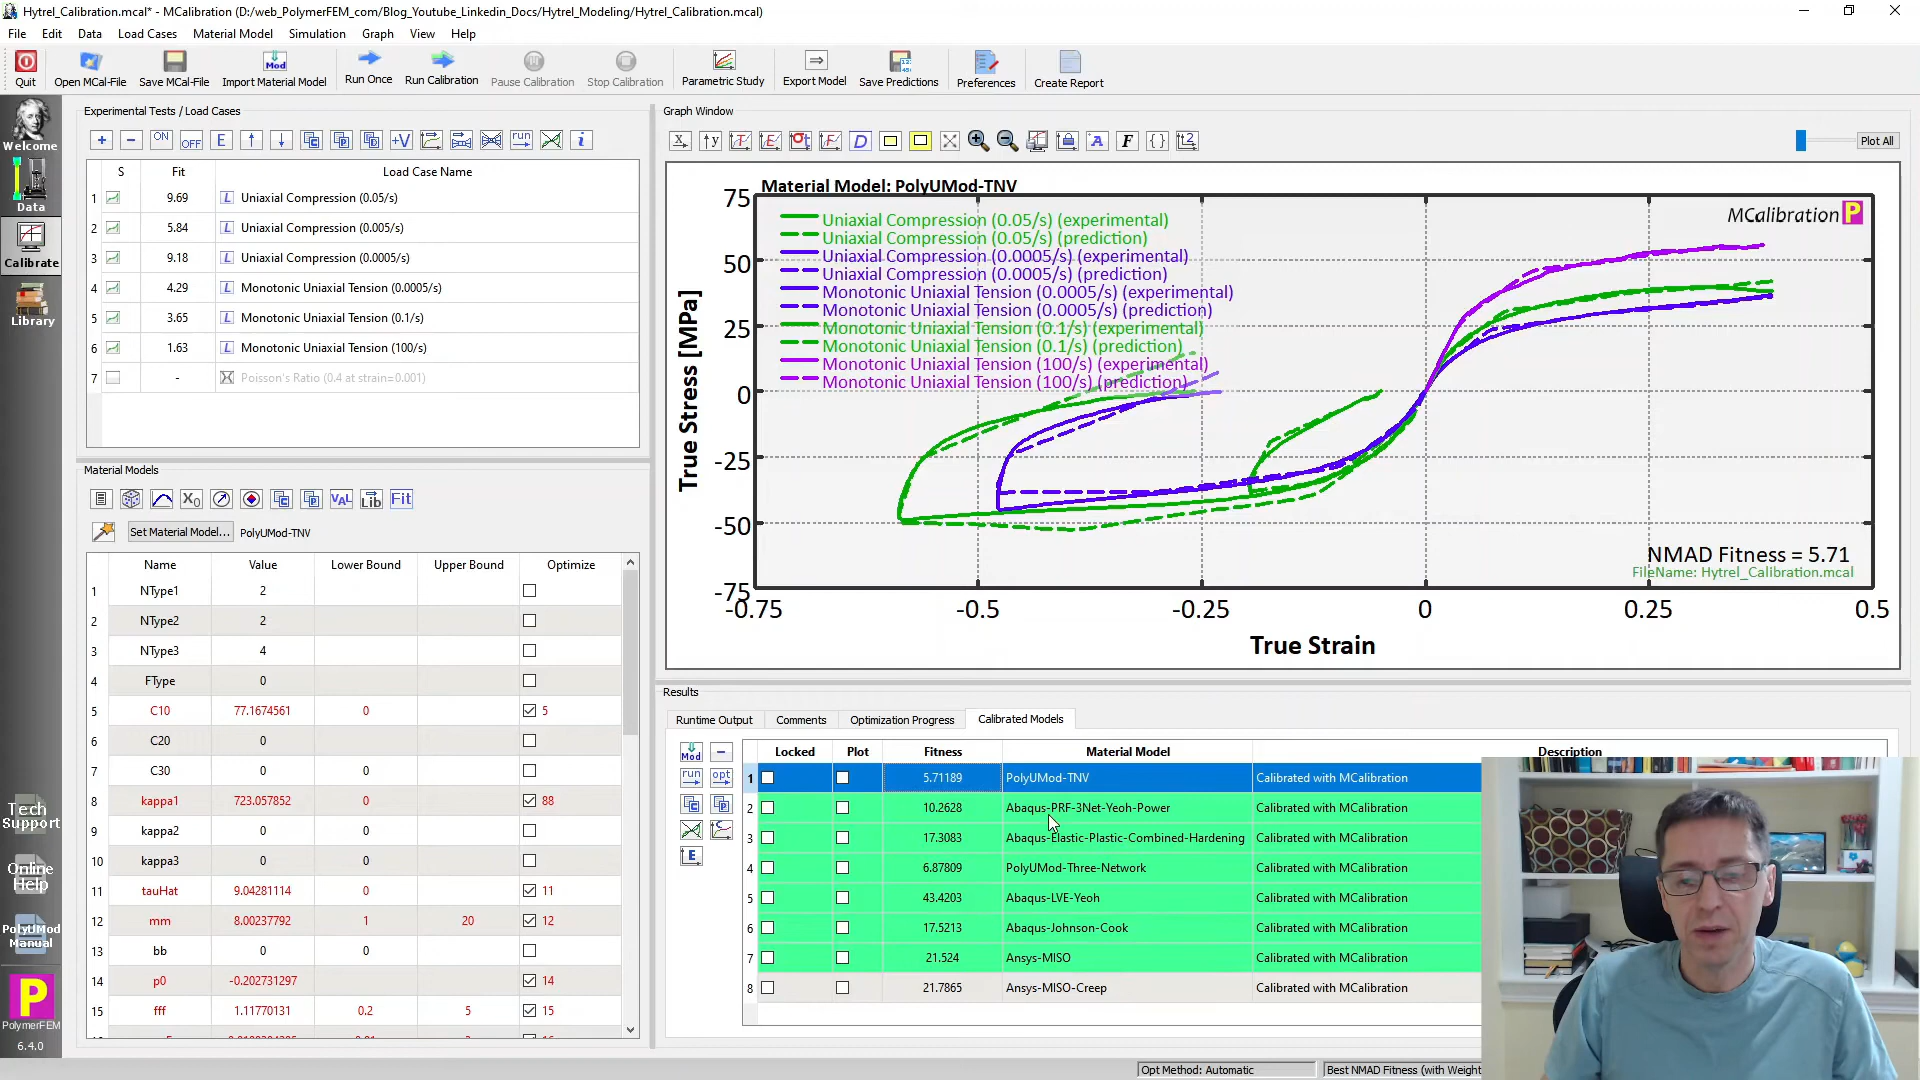 Hytrel_Calibration.mcal* - MCalibration (D:/web_PolymerFEM_com/Blog_Youtube_Linkedin_Docs/Hytrel_Modeling/Hytrel_Calibration.mcal)
File Edit Data Load Cases Material Model Simulation Graph View Help
Quit Open MCal-File Save MCal-File Import Material Model Run Once Run Calibration Pause Calibration Stop Calibration Parametric Study Export Model Save Predictions Preferences Create Report
Welcome
Data
Calibrate
Library
Tech Support
Online Help
PolyUMod Manual
PolymerFEM
6.4.0
Experimental Tests / Load Cases
+ - ON OFF E +V run i
S Fit Load Case Name
1 9.69 L Uniaxial Compression (0.05/s)
2 5.84 L Uniaxial Compression (0.005/s)
3 9.18 L Uniaxial Compression (0.0005/s)
4 4.29 L Monotonic Uniaxial Tension (0.0005/s)
5 3.65 L Monotonic Uniaxial Tension (0.1/s)
6 1.63 L Monotonic Uniaxial Tension (100/s)
7 - Poisson's Ratio (0.4 at strain=0.001)
Material Models
X0 VAL Lib Fit
Set Material Model... PolyUMod-TNV
Name Value Lower Bound Upper Bound Optimize
1 NType1 2
2 NType2 2
3 NType3 4
4 FType 0
5 C10 77.1674561 0 5
6 C20 0
7 C30 0 0
8 kappa1 723.057852 0 88
9 kappa2 0 0
10 kappa3 0 0
11 tauHat 9.04281114 0 11
12 mm 8.00237792 1 20 12
13 bb 0 0
14 p0 -0.202731297 14
15 fff 1.11770131 0.2 5 15
Graph Window
Plot All
Material Model: PolyUMod-TNV
MCalibration P
Uniaxial Compression (0.05/s) (experimental)
Uniaxial Compression (0.05/s) (prediction)
Uniaxial Compression (0.0005/s) (experimental)
Uniaxial Compression (0.0005/s) (prediction)
Monotonic Uniaxial Tension (0.0005/s) (experimental)
Monotonic Uniaxial Tension (0.0005/s) (prediction)
Monotonic Uniaxial Tension (0.1/s) (experimental)
Monotonic Uniaxial Tension (0.1/s) (prediction)
Monotonic Uniaxial Tension (100/s) (experimental)
Monotonic Uniaxial Tension (100/s) (prediction)
True Stress [MPa]
75
50
25
0
-25
-50
-75
NMAD Fitness = 5.71
FileName: Hytrel_Calibration.mcal
-0.75 -0.5 -0.25 0 0.25 0.5
True Strain
Results
Runtime Output Comments Optimization Progress Calibrated Models
Mod - run opt E
Locked Plot Fitness Material Model Description
1 5.71189 PolyUMod-TNV Calibrated with MCalibration
2 10.2628 Abaqus-PRF-3Net-Yeoh-Power Calibrated with MCalibration
3 17.3083 Abaqus-Elastic-Plastic-Combined-Hardening Calibrated with MCalibration
4 6.87809 PolyUMod-Three-Network Calibrated with MCalibration
5 43.4203 Abaqus-LVE-Yeoh Calibrated with MCalibration
6 17.5213 Abaqus-Johnson-Cook Calibrated with MCalibration
7 21.524 Ansys-MISO Calibrated with MCalibration
8 21.7865 Ansys-MISO-Creep Calibrated with MCalibration
Opt Method: Automatic Best NMAD Fitness (with Weight